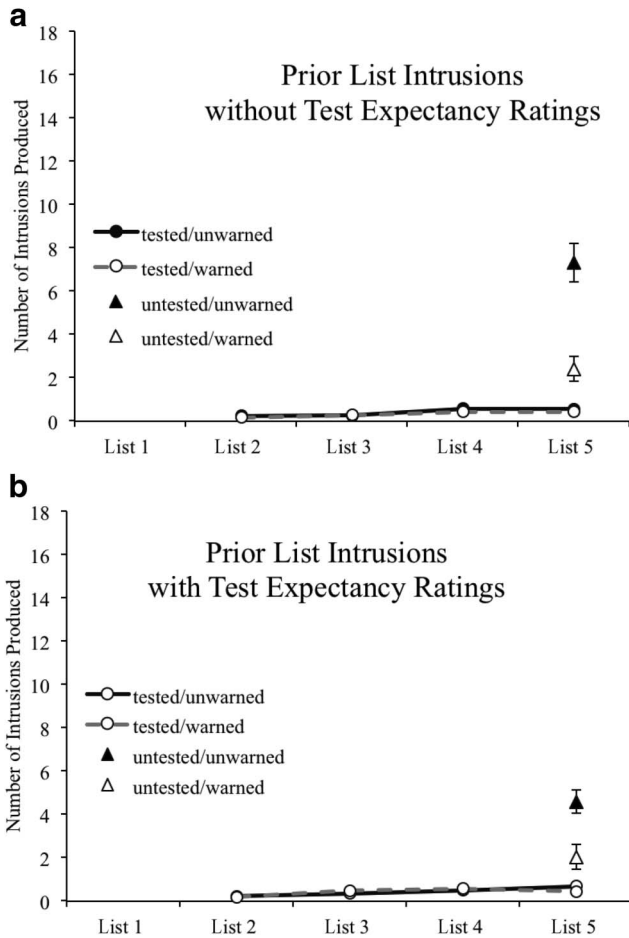 a
18
16
14
12
10
8
6
4
2
0
Number of Intrusions Produced
Prior List Intrusions
without Test Expectancy Ratings
tested/unwarned
tested/warned
untested/unwarned
untested/warned
List 1 List 2 List 3 List 4 List 5
b
18
16
14
12
10
8
6
4
2
0
Number of Intrusions Produced
Prior List Intrusions
with Test Expectancy Ratings
tested/unwarned
tested/warned
untested/unwarned
untested/warned
List 1 List 2 List 3 List 4 List 5